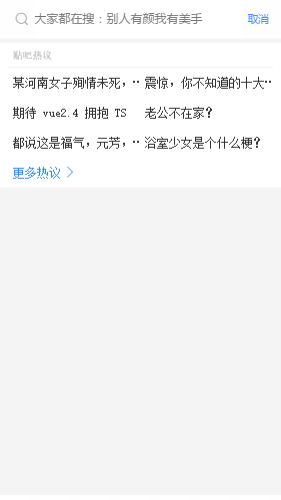 大家都在搜：别人有颜我有美手 取消
贴吧热议
某河南女子殉情未死，·· 震惊，你不知道的十大··
期待 vue2.4 拥抱 TS 老公不在家？
都说这是福气，元芳，·· 浴室少女是个什么梗？
更多热议